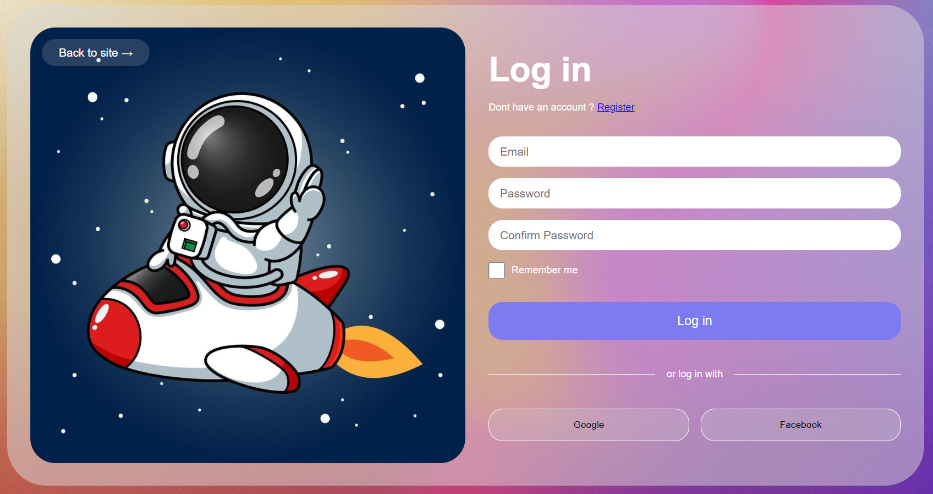 Back to site →
Log in
Dont have an account ? Register
Email
Password
Confirm Password
Remember me
Log in
or log in with
Google
Facebook